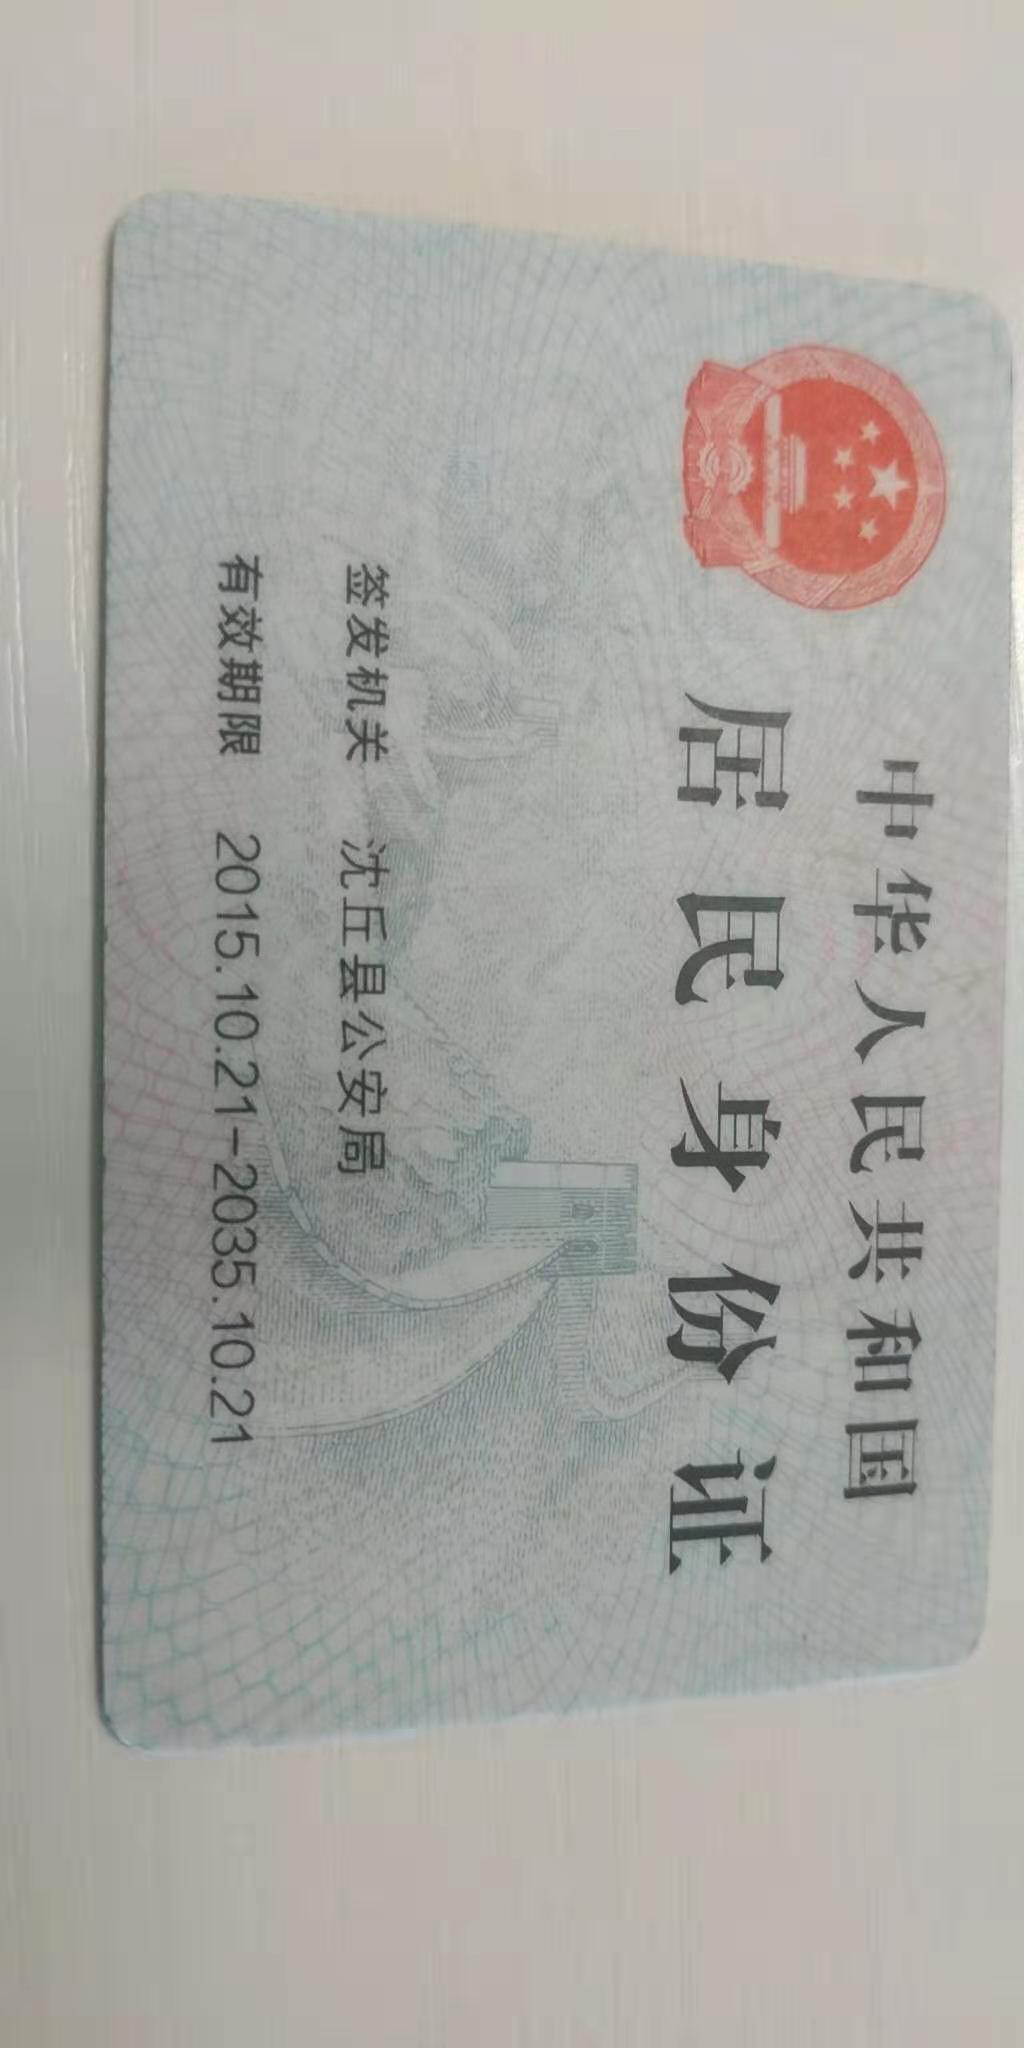 中华人民共和国
居民身份证
签发机关 沈丘县公安局
有效期限 2015.10.21-2035.10.21